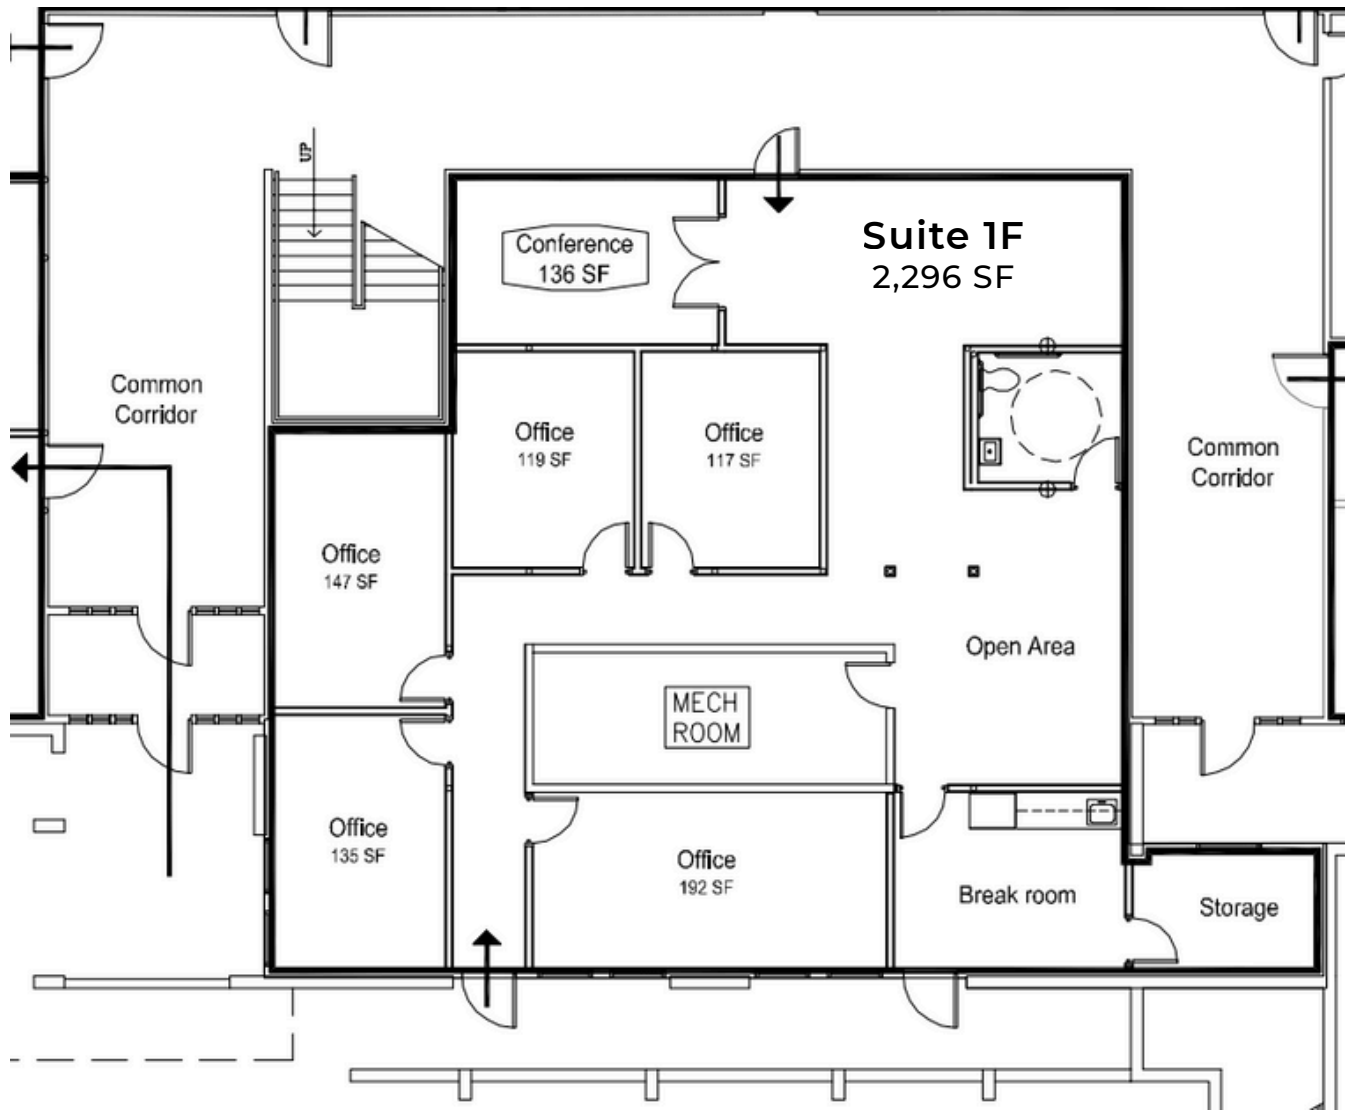 UP
Conference
136 SF
Suite 1F
2,296 SF
Common
Corridor
Office
119 SF
Office
117 SF
Common
Corridor
Office
147 SF
Open Area
MECH
ROOM
Office
135 SF
Office
192 SF
Break room
Storage